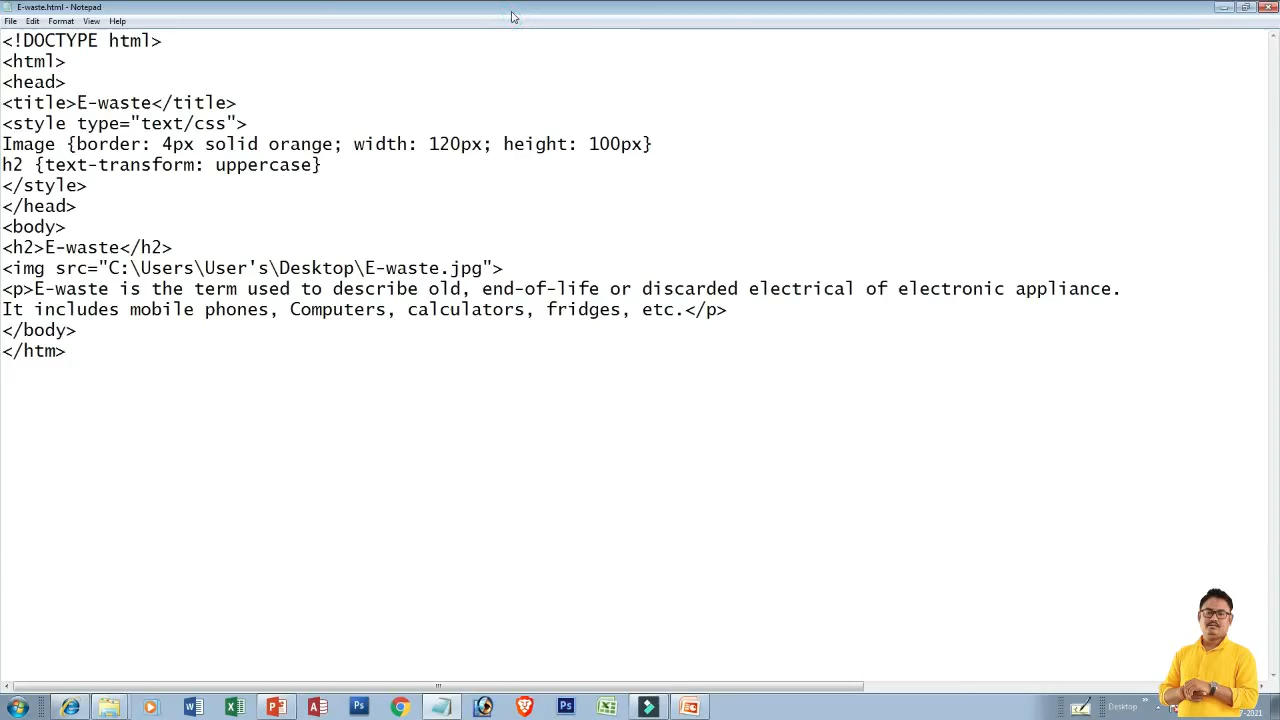 E-waste.html - Notepad
File Edit Format View Help
<!DOCTYPE html>
<html>
<head>
<title>E-waste</title>
<style type="text/css">
Image {border: 4px solid orange; width: 120px; height: 100px}
h2 {text-transform: uppercase}
</style>
</head>
<body>
<h2>E-waste</h2>
<img src="C:\Users\User's\Desktop\E-waste.jpg">
<p>E-waste is the term used to describe old, end-of-life or discarded electrical of electronic appliance.
It includes mobile phones, Computers, calculators, fridges, etc.</p>
</body>
</htm>
Desktop